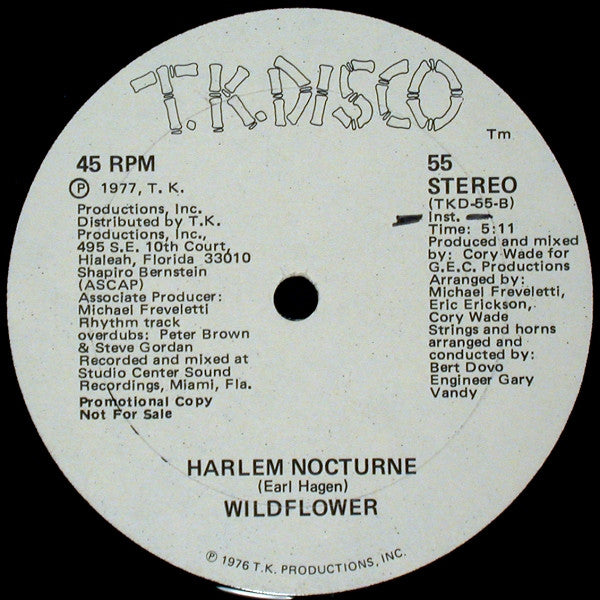 T.K.DISCO
Tm
45 RPM
Ⓟ 1977, T. K.
Productions, Inc.
Distributed by T.K.
Productions, Inc.,
495 S.E. 10th Court,
Hialeah, Florida 33010
Shapiro Bernstein
(ASCAP)
Associate Producer:
Michael Freveletti
Rhythm track
overdubs: Peter Brown
& Steve Gordan
Recorded and mixed at
Studio Center Sound
Recordings, Miami, Fla.
Promotional Copy
Not For Sale
55
STEREO
(TKD-55-B)
Inst.
Time: 5:11
Produced and mixed
by: Cory Wade for
G.E.C. Productions
Arranged by:
Michael Freveletti,
Eric Erickson,
Cory Wade
Strings and horns
arranged and
conducted by:
Bert Dovo
Engineer Gary
Vandy
HARLEM NOCTURNE
(Earl Hagen)
WILDFLOWER
Ⓟ 1976 T.K. PRODUCTIONS, INC.